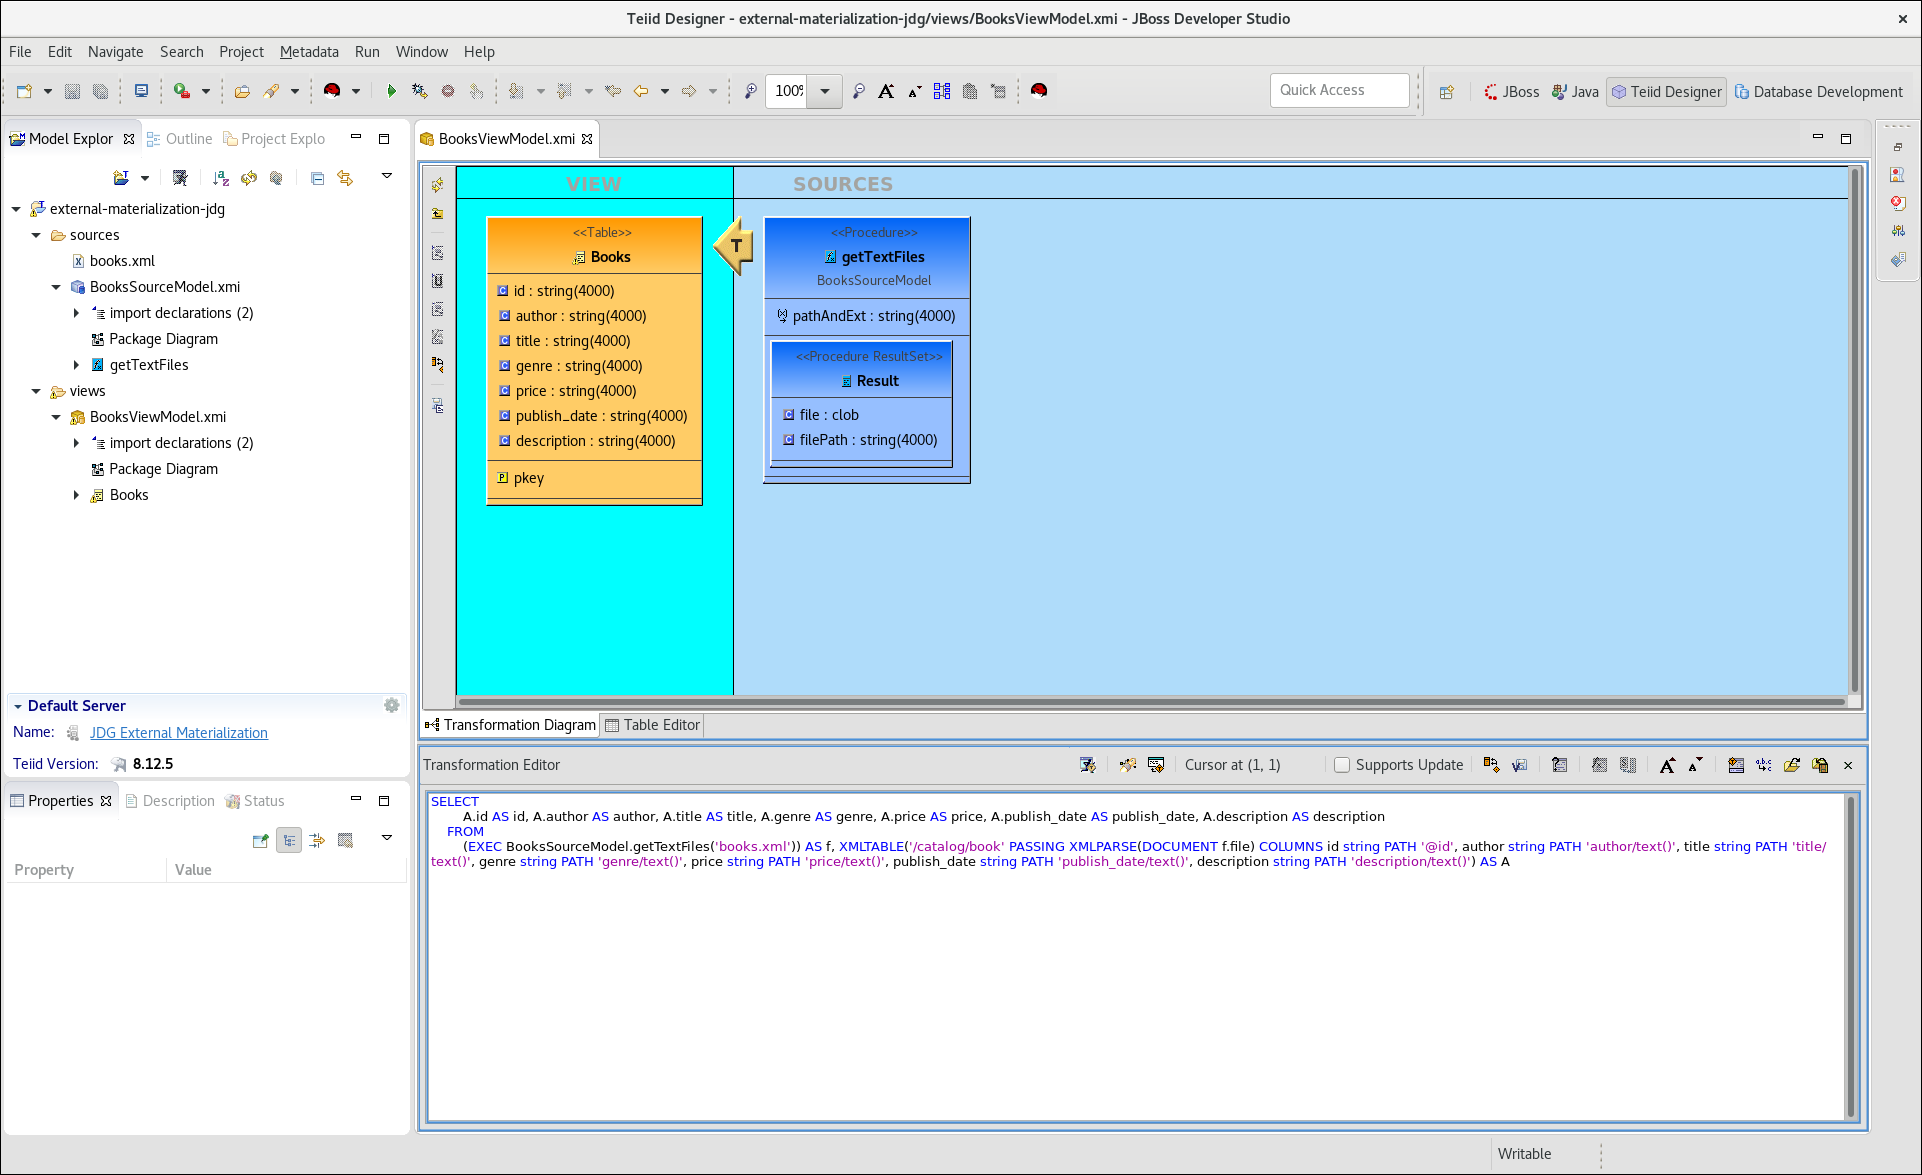 Teiid Designer - external-materialization-jdg/views/BooksViewModel.xmi - JBoss Developer Studio
File Edit Navigate Search Project Metadata Run Window Help
100%
Quick Access
JBoss Java Teiid Designer Database Development
Model Explor Outline Project Explo
external-materialization-jdg
sources
books.xml
BooksSourceModel.xmi
import declarations (2)
Package Diagram
getTextFiles
views
BooksViewModel.xmi
import declarations (2)
Package Diagram
Books
Default Server
Name: JDG External Materialization
Teiid Version: 8.12.5
Properties Description Status
Property Value
BooksViewModel.xmi
VIEW SOURCES
<<Table>>
Books
id : string(4000)
author : string(4000)
title : string(4000)
genre : string(4000)
price : string(4000)
publish_date : string(4000)
description : string(4000)
pkey
T
<<Procedure>>
getTextFiles
BooksSourceModel
pathAndExt : string(4000)
<<Procedure ResultSet>>
Result
file : clob
filePath : string(4000)
Transformation Diagram Table Editor
Transformation Editor Cursor at (1, 1) Supports Update
SELECT
A.id AS id, A.author AS author, A.title AS title, A.genre AS genre, A.price AS price, A.publish_date AS publish_date, A.description AS description
FROM
(EXEC BooksSourceModel.getTextFiles('books.xml')) AS f, XMLTABLE('/catalog/book' PASSING XMLPARSE(DOCUMENT f.file) COLUMNS id string PATH '@id', author string PATH 'author/text()', title string PATH 'title/
text()', genre string PATH 'genre/text()', price string PATH 'price/text()', publish_date string PATH 'publish_date/text()', description string PATH 'description/text()') AS A
Writable